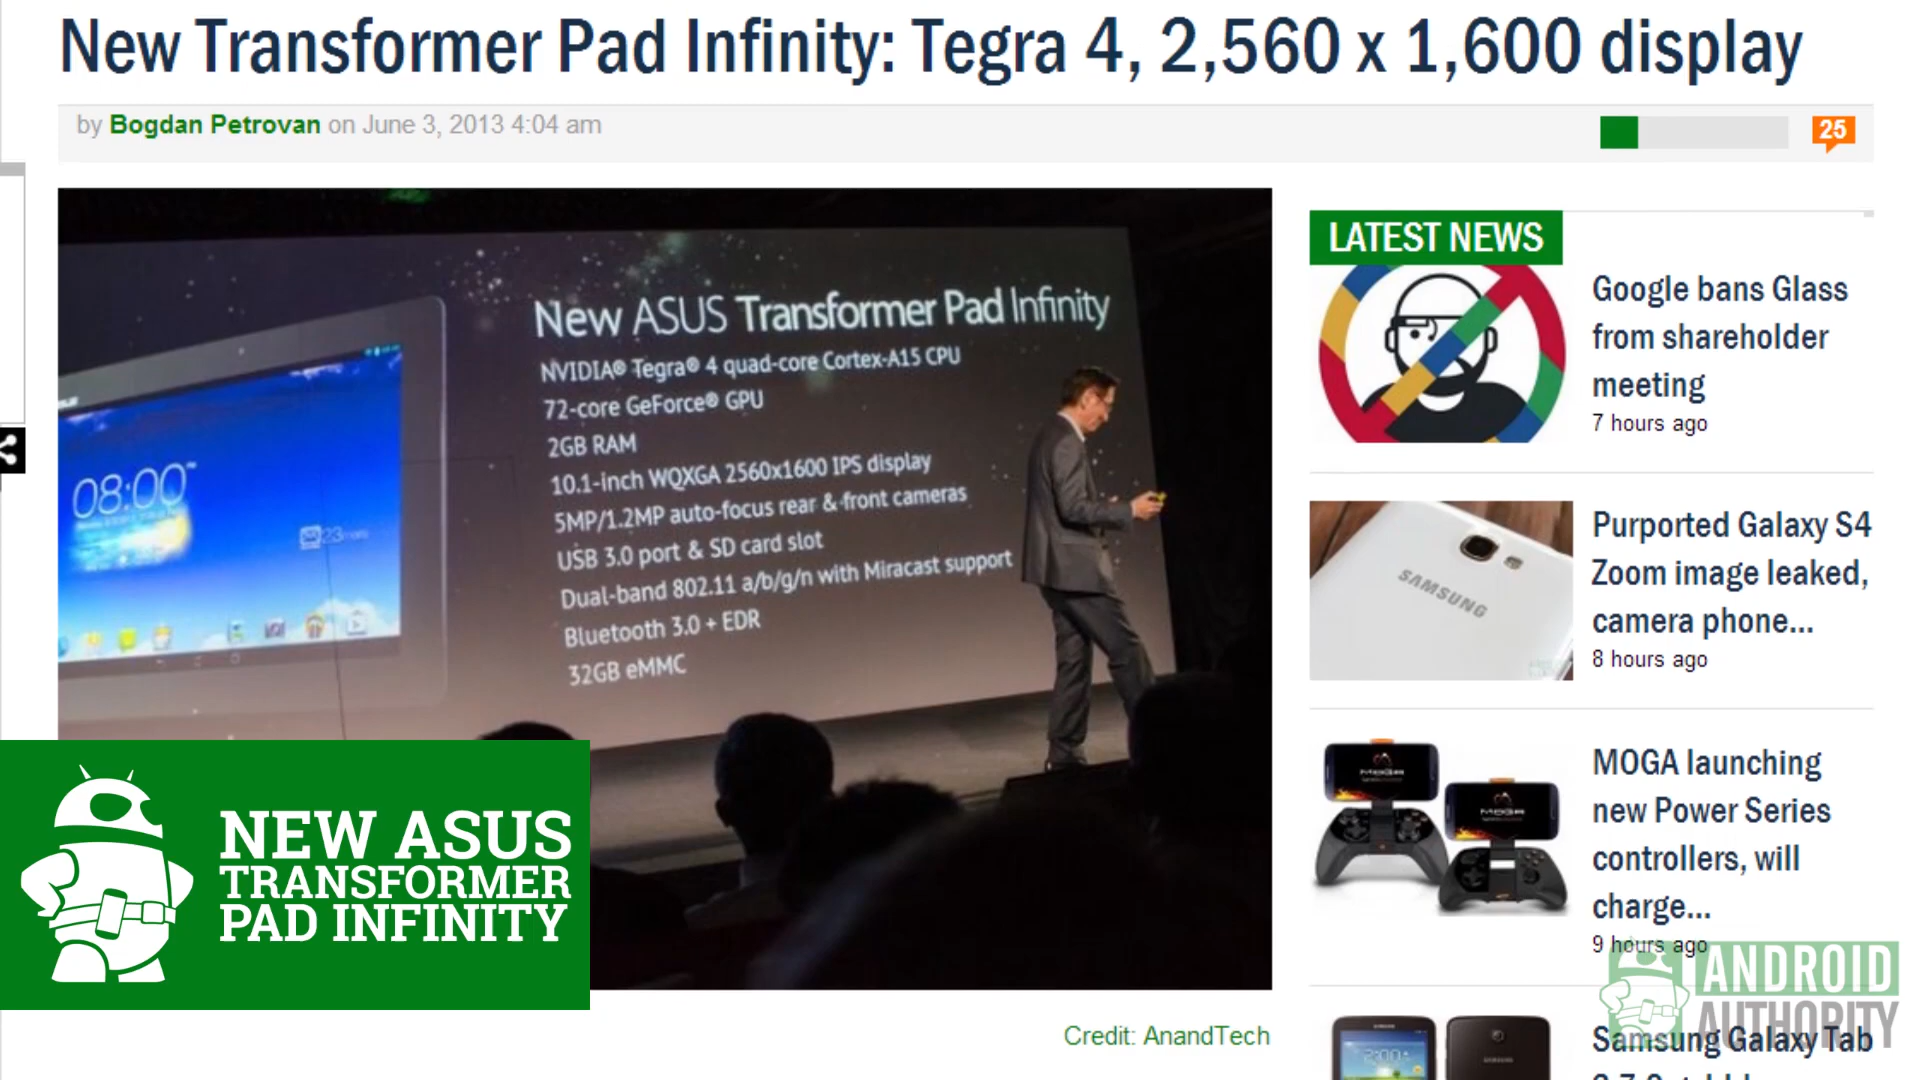 New Transformer Pad Infinity: Tegra 4, 2,560 x 1,600 display
by Bogdan Petrovan on June 3, 2013 4:04 am
25
New ASUS Transformer Pad Infinity
NVIDIA® Tegra® 4 quad-core Cortex-A15 CPU
72-core GeForce® GPU
2GB RAM
10.1-inch WQXGA 2560x1600 IPS display
5MP/1.2MP auto-focus rear & front cameras
USB 3.0 port & SD card slot
Dual-band 802.11 a/b/g/n with Miracast support
Bluetooth 3.0 + EDR
32GB eMMC
08:00
23
NEW ASUS
TRANSFORMER
PAD INFINITY
Credit: AnandTech
LATEST NEWS
Google bans Glass
from shareholder
meeting
7 hours ago
SAMSUNG
Purported Galaxy S4
Zoom image leaked,
camera phone...
8 hours ago
MOGA
MOGA
MOGA launching
new Power Series
controllers, will
charge...
9 hours ago
Samsung Galaxy Tab
ANDROID
AUTHORITY